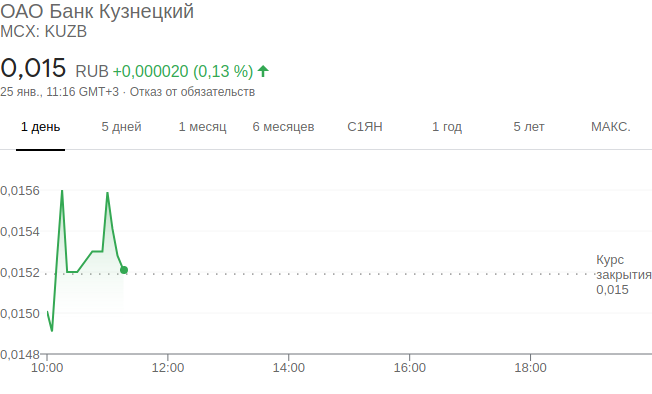 ОАО Банк Кузнецкий
MCX: KUZB
0,015 RUB +0,000020 (0,13 %)
25 янв., 11:16 GMT+3 · Отказ от обязательств
1 день 5 дней 1 месяц 6 месяцев С1ЯН 1 год 5 лет МАКС.
0,0156
0,0154
0,0152
0,0150
0,0148
Курс
закрытия
0,015
10:00 12:00 14:00 16:00 18:00